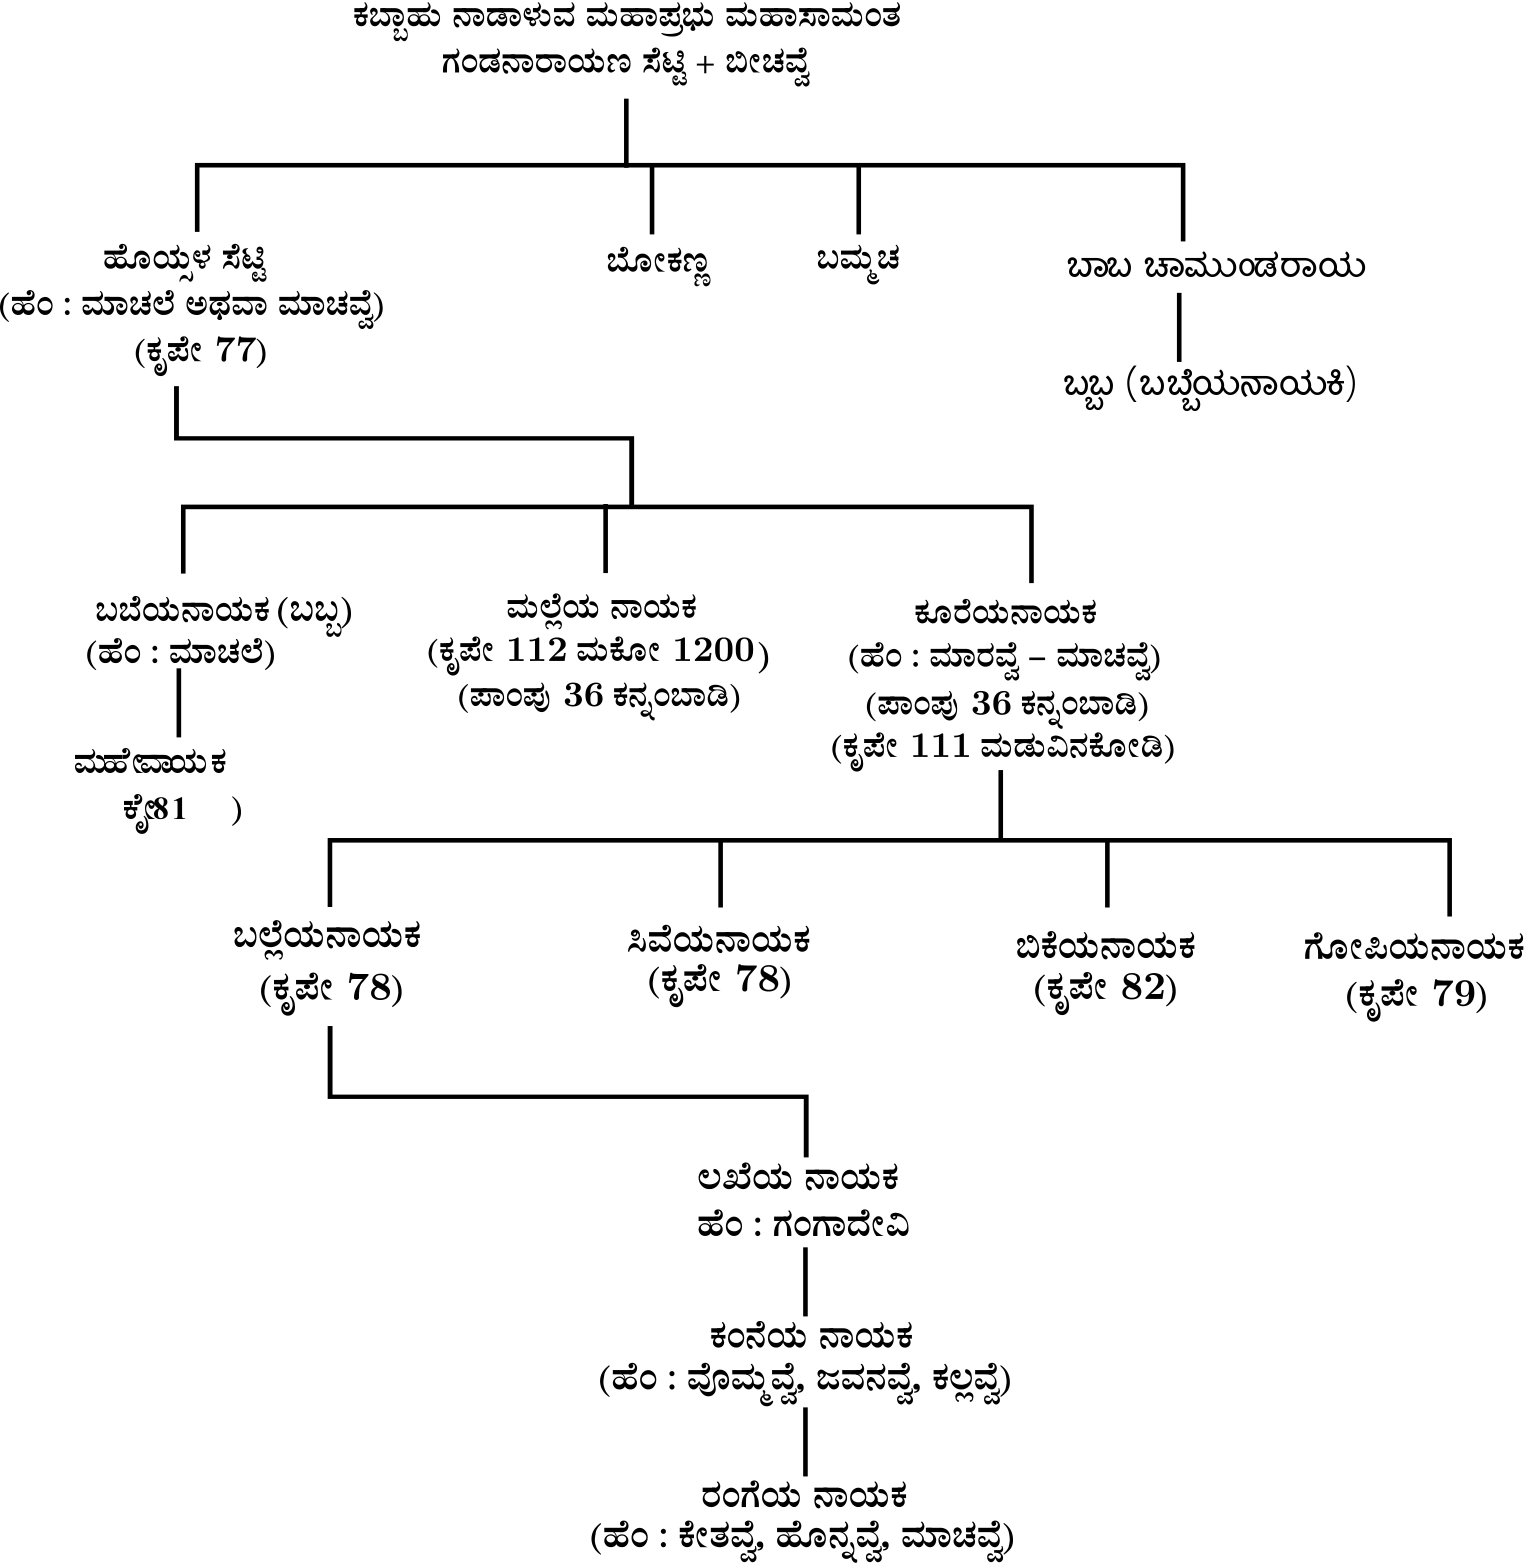 ಕಬ್ಬಾಹು ನಾಡಾಳುವ ಮಹಾಪ್ರಭು ಮಹಾಸಾಮಂತ
ಗಂಡನಾರಾಯಣ ಸೆಟ್ಟಿ + ಬೀಚವ್ವೆ
ಹೊಯ್ಸಳ ಸೆಟ್ಟಿ
(ಹೆಂ : ಮಾಚಲೆ ಅಥವಾ ಮಾಚವ್ವೆ)
(ಕೃಪೇ 77)
ಬೋಕಣ್ಣ
ಬಮ್ಮಚ
ಬಾಬ ಚಾಮುಂಡರಾಯ
ಬಬ್ಬ (ಬಬ್ಬೆಯನಾಯಕಿ)
ಬಬೆಯನಾಯಕ (ಬಬ್ಬ)
(ಹೆಂ : ಮಾಚಲೆ)
ಮಲ್ಲೆಯ ನಾಯಕ
(ಕೃಪೇ 112 ಮಕೋ 1200)
(ಪಾಂಪು 36 ಕನ್ನಂಬಾಡಿ)
ಕೂರೆಯನಾಯಕ
(ಹೆಂ : ಮಾರವ್ವೆ – ಮಾಚವ್ವೆ)
(ಪಾಂಪು 36 ಕನ್ನಂಬಾಡಿ)
(ಕೃಪೇ 111 ಮಡುವಿನಕೋಡಿ)
81 )
ಬಲ್ಲೆಯನಾಯಕ
(ಕೃಪೇ 78)
ಸಿವೆಯನಾಯಕ
(ಕೃಪೇ 78)
ಬಿಕೆಯನಾಯಕ
(ಕೃಪೇ 82)
ಗೋಪಿಯನಾಯಕ
(ಕೃಪೇ 79)
ಲಖೆಯ ನಾಯಕ
ಹೆಂ : ಗಂಗಾದೇವಿ
ಕಂನೆಯ ನಾಯಕ
(ಹೆಂ : ವೊಮ್ಮವ್ವೆ, ಜವನವ್ವೆ, ಕಲ್ಲವ್ವೆ)
ರಂಗೆಯ ನಾಯಕ
(ಹೆಂ : ಕೇತವ್ವೆ, ಹೊನ್ನವ್ವೆ, ಮಾಚವ್ವೆ)